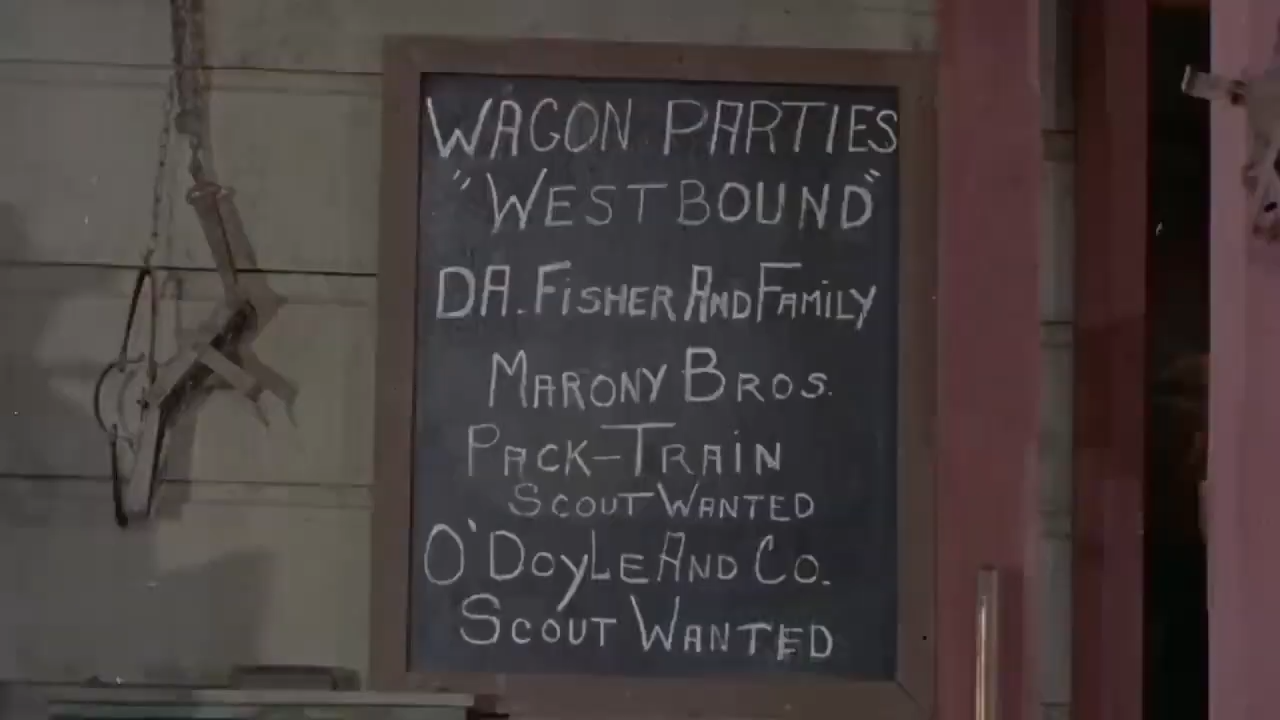 WAGON PARTIES
"WESTBOUND"
DA. FISHER AND FAMILY
MARONY BROS.
PACK-TRAIN
SCOUT WANTED
O'DOYLE AND CO.
SCOUT WANTED